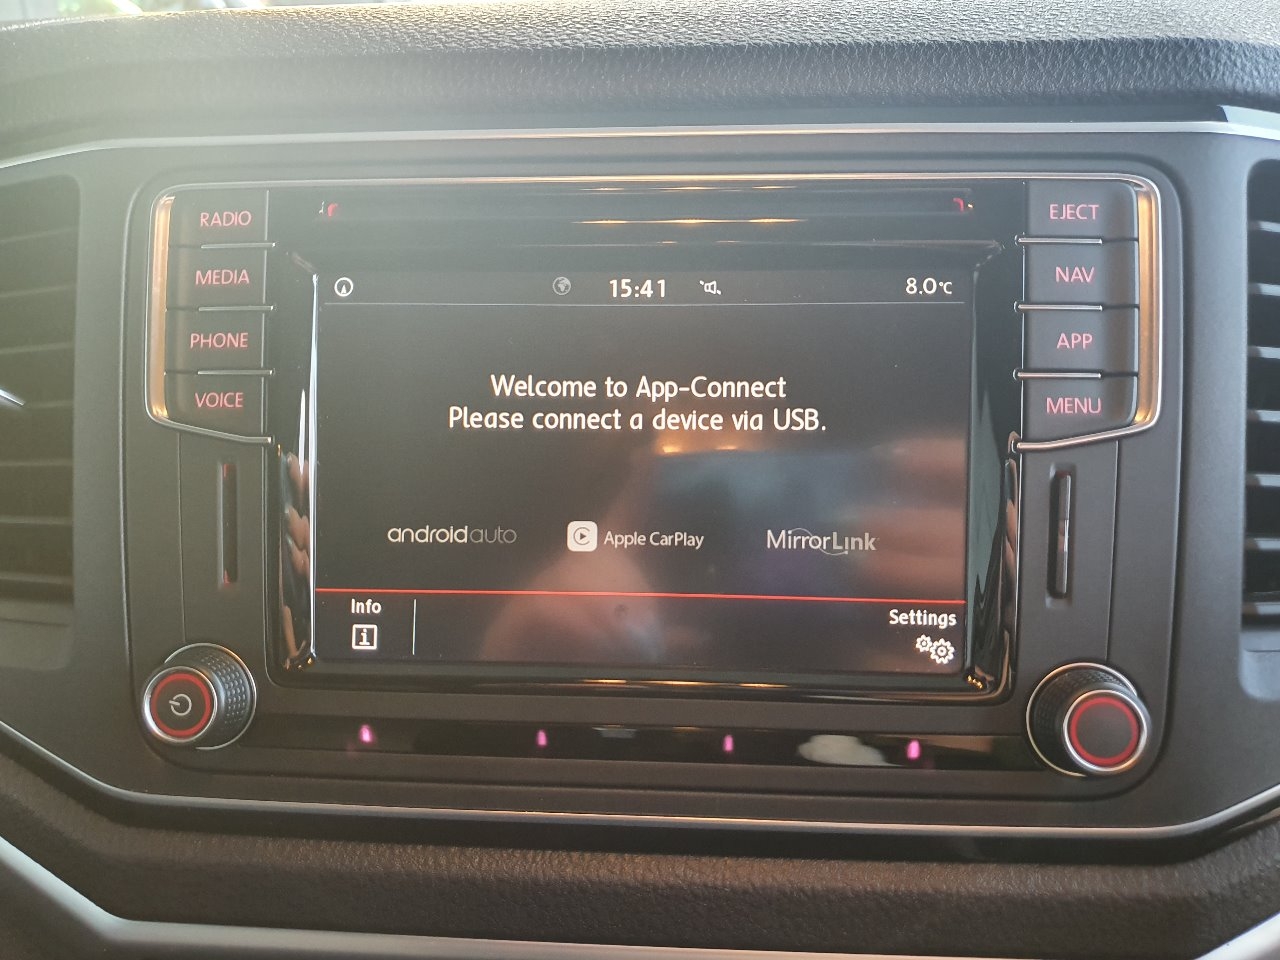 RADIO
MEDIA
PHONE
VOICE
EJECT
NAV
APP
MENU
15:41
8.0°C
Welcome to App-Connect
Please connect a device via USB.
androidauto
Apple CarPlay
MirrorLink
Info
i
Settings